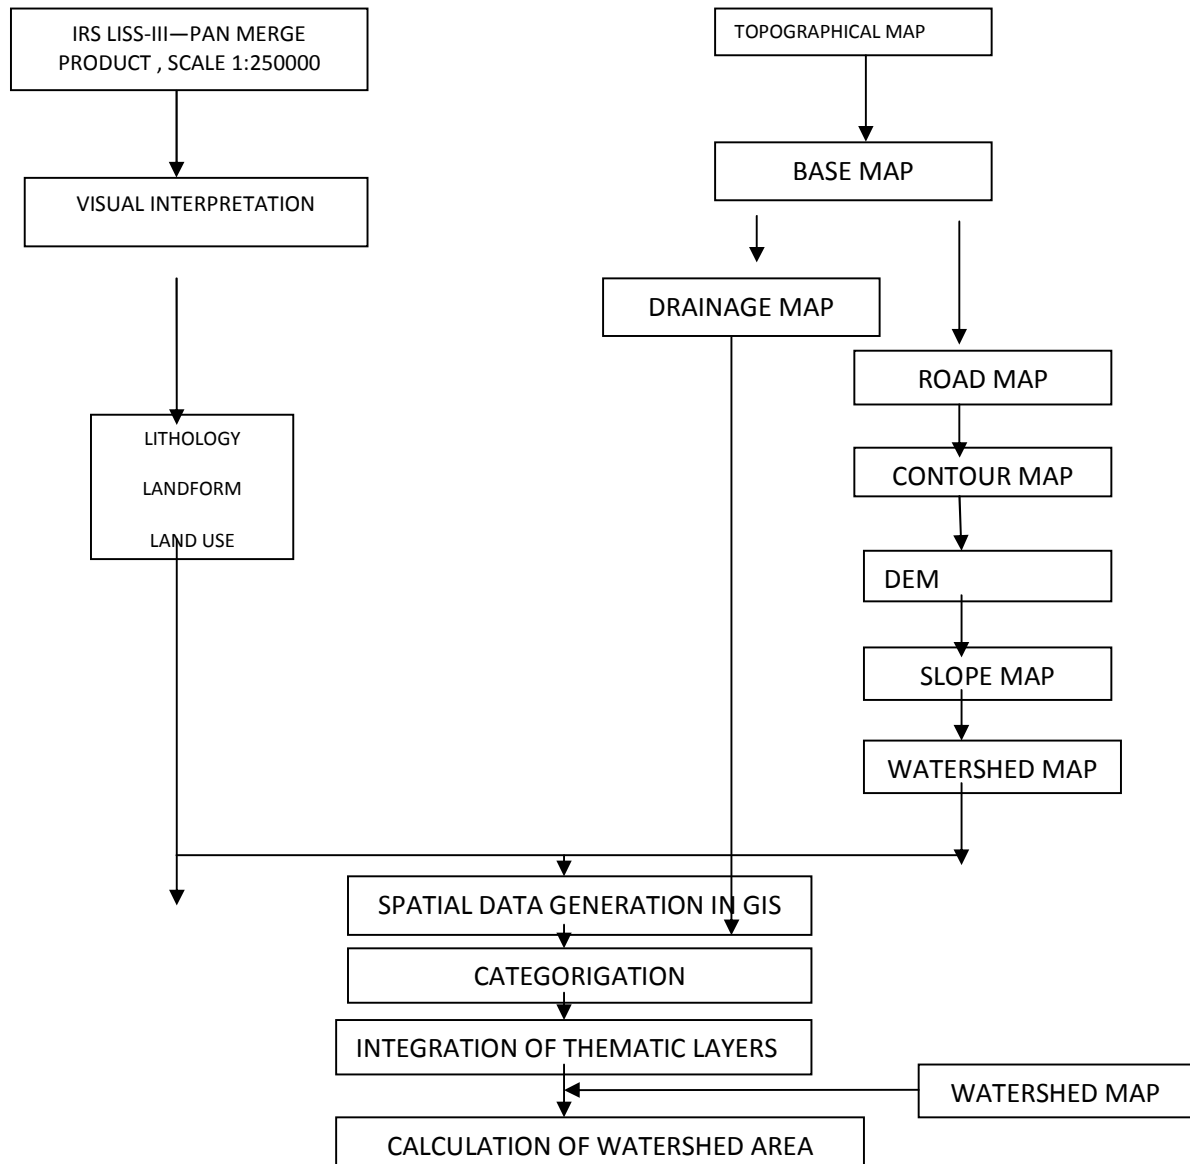 IRS LISS-III—PAN MERGE
PRODUCT , SCALE 1:250000
TOPOGRAPHICAL MAP
BASE MAP
VISUAL INTERPRETATION
DRAINAGE MAP
ROAD MAP
LITHOLOGY
LANDFORM
LAND USE
CONTOUR MAP
DEM
SLOPE MAP
WATERSHED MAP
SPATIAL DATA GENERATION IN GIS
CATEGORIGATION
INTEGRATION OF THEMATIC LAYERS
WATERSHED MAP
CALCULATION OF WATERSHED AREA